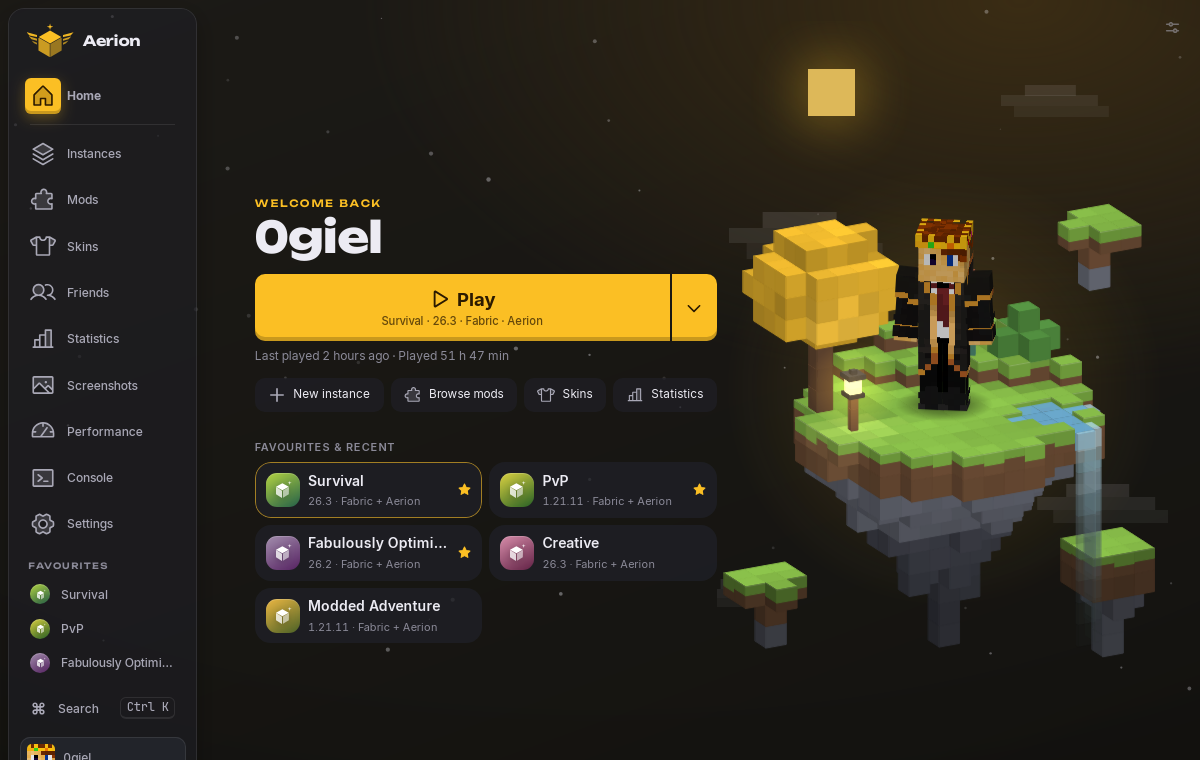 Aerion
Home
Instances
Mods
Skins
Friends
Statistics
Screenshots
Performance
Console
Settings
FAVOURITES
Survival
PvP
Fabulously Optimi...
Search Ctrl K
0giel
WELCOME BACK
0giel
Play
Survival · 26.3 · Fabric · Aerion
Last played 2 hours ago · Played 51 h 47 min
New instance Browse mods Skins Statistics
FAVOURITES & RECENT
Survival
26.3 · Fabric + Aerion
PvP
1.21.11 · Fabric + Aerion
Fabulously Optimi...
26.2 · Fabric + Aerion
Creative
26.3 · Fabric + Aerion
Modded Adventure
1.21.11 · Fabric + Aerion